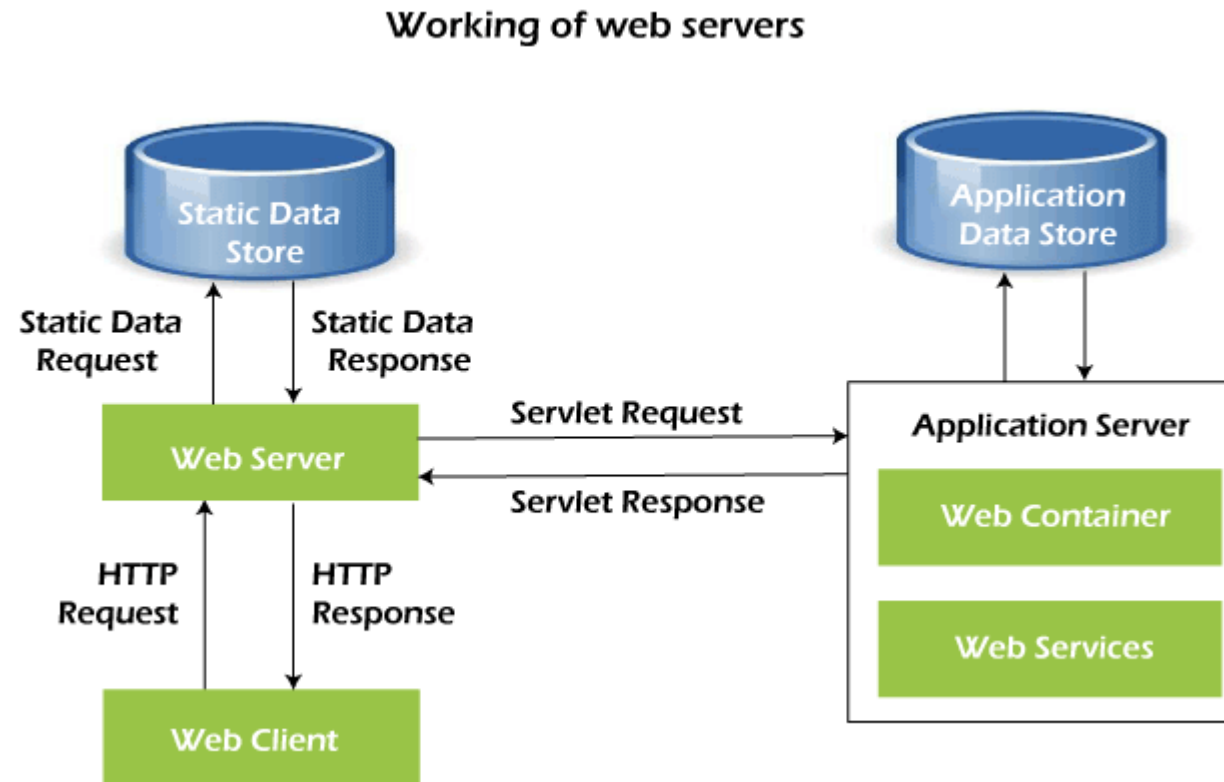 Working of web servers
Static Data
Store
Application
Data Store
Static Data
Request
Static Data
Response
Servlet Request
Application Server
Web Server
Servlet Response
Web Container
HTTP
Request
HTTP
Response
Web Services
Web Client